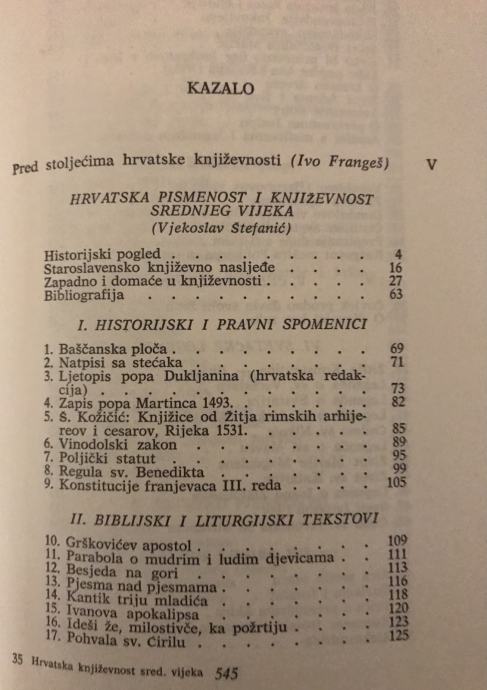 KAZALO
Pred stoljećima hrvatske književnosti (Ivo Frangeš) V
HRVATSKA PISMENOST I KNJIŽEVNOST
SREDNJEG VIJEKA
(Vjekoslav Štefanić)
Historijski pogled . . . . . . . . . 4
Staroslavensko književno nasljeđe . . . . 16
Zapadno i domaće u književnosti . . . . . 27
Bibliografija . . . . . . . . . . 63
I. HISTORIJSKI I PRAVNI SPOMENICI
1. Bašćanska ploča . . . . . . . . . 69
2. Natpisi sa stećaka . . . . . . . . 71
3. Ljetopis popa Dukljanina (hrvatska redak-
cija) . . . . . . . . . . . . 73
4. Zapis popa Martinca 1493. . . . . . . 82
5. Š. Kožičić: Knjižice od Žitja rimskih arhije-
reov i cesarov, Rijeka 1531. . . . . . 85
6. Vinodolski zakon . . . . . . . . 89
7. Poljički statut . . . . . . . . . 95
8. Regula sv. Benedikta . . . . . . . 99
9. Konstitucije franjevaca III. reda . . . . 105
II. BIBLIJSKI I LITURGIJSKI TEKSTOVI
10. Grškovićev apostol . . . . . . . . 109
11. Parabola o mudrim i ludim djevicama . . . 111
12. Besjeda na gori . . . . . . . . 113
13. Pjesma nad pjesmama . . . . . . . 116
14. Kantik triju mladića . . . . . . . 118
15. Ivanova apokalipsa . . . . . . . 120
16. Ideši že, milostivče, ka požrtiju . . . . 123
17. Pohvala sv. Ćirilu . . . . . . . . 125
35 Hrvatska književnost sred. vijeka 545